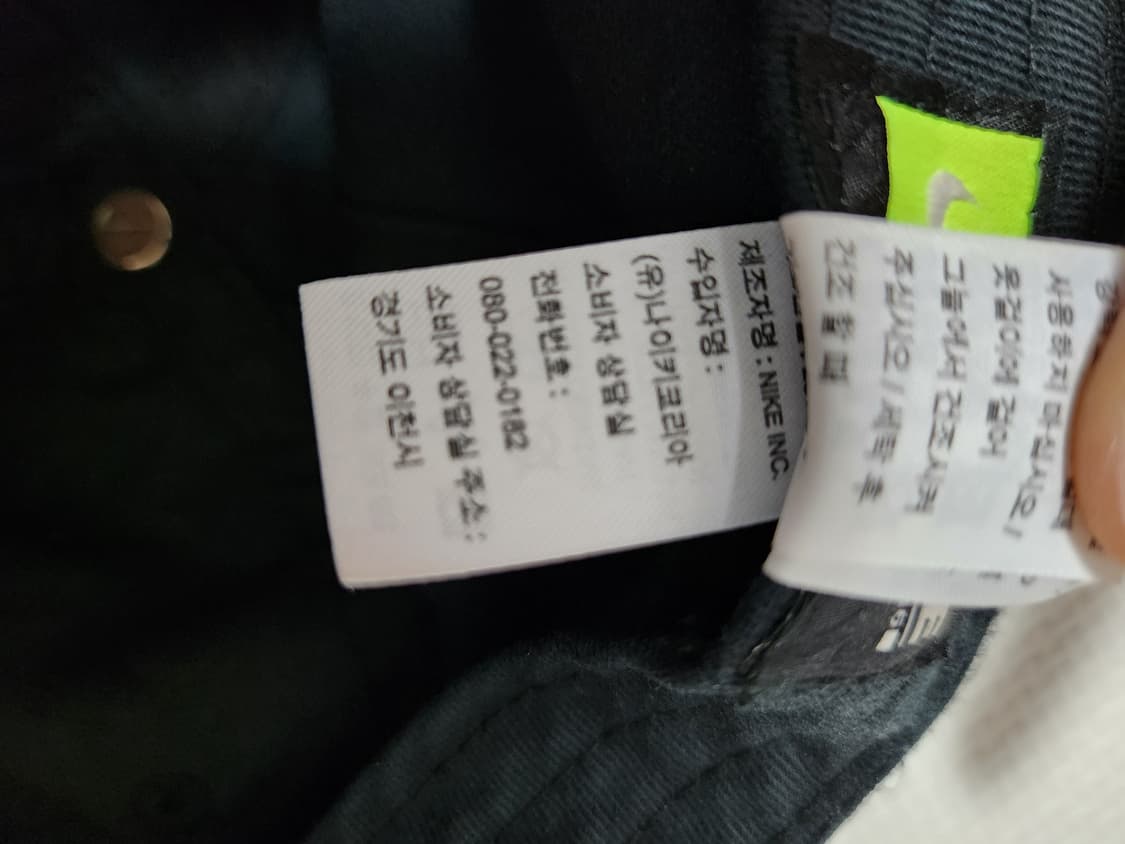 사용하지 마십시오 /
옷걸이에 걸어
그늘에서 건조시켜
주십시오 / 세탁 후
건조할 때
제조자명 : NIKE INC.
수입자명 :
(유)나이키코리아
소비자 상담실
전화번호 :
080-022-0182
소비자 상담실 주소 :
경기도 이천시